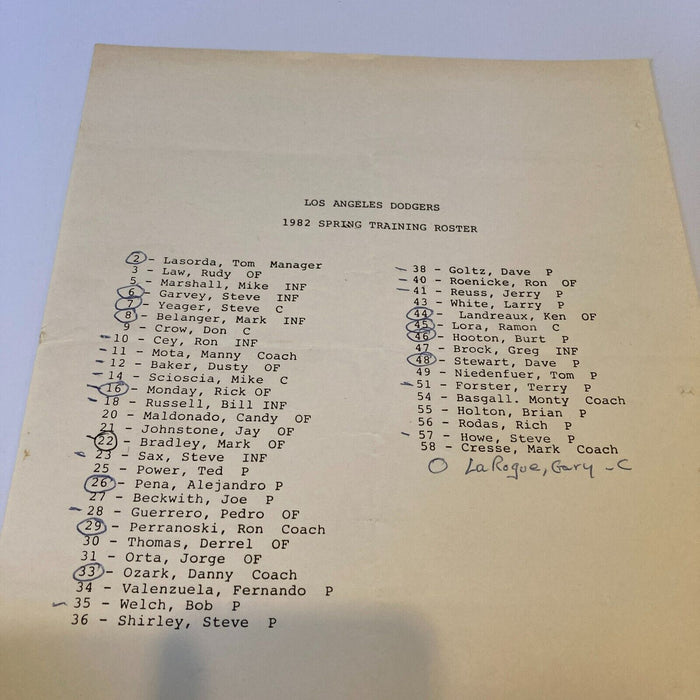 LOS ANGELES DODGERS
1982 SPRING TRAINING ROSTER
2 - Lasorda, Tom Manager
3 - Law, Rudy OF
5 - Marshall, Mike INF
6 - Garvey, Steve INF
7 - Yeager, Steve C
8 - Belanger, Mark INF
9 - Crow, Don C
10 - Cey, Ron INF
11 - Mota, Manny Coach
12 - Baker, Dusty OF
14 - Scioscia, Mike C
16 - Monday, Rick OF
18 - Russell, Bill INF
20 - Maldonado, Candy OF
21 - Johnstone, Jay OF
22 - Bradley, Mark OF
23 - Sax, Steve INF
25 - Power, Ted P
26 - Pena, Alejandro P
27 - Beckwith, Joe P
28 - Guerrero, Pedro OF
29 - Perranoski, Ron Coach
30 - Thomas, Derrel OF
31 - Orta, Jorge OF
33 - Ozark, Danny Coach
34 - Valenzuela, Fernando P
35 - Welch, Bob P
36 - Shirley, Steve P
38 - Goltz, Dave P
40 - Roenicke, Ron OF
41 - Reuss, Jerry P
43 - White, Larry P
44 - Landreaux, Ken OF
45 - Lora, Ramon C
46 - Hooton, Burt P
47 - Brock, Greg INF
48 - Stewart, Dave P
49 - Niedenfuer, Tom P
51 - Forster, Terry P
54 - Basgall. Monty Coach
55 - Holton, Brian P
56 - Rodas, Rich P
57 - Howe, Steve P
58 - Cresse, Mark Coach
LaRogue, Gary - C